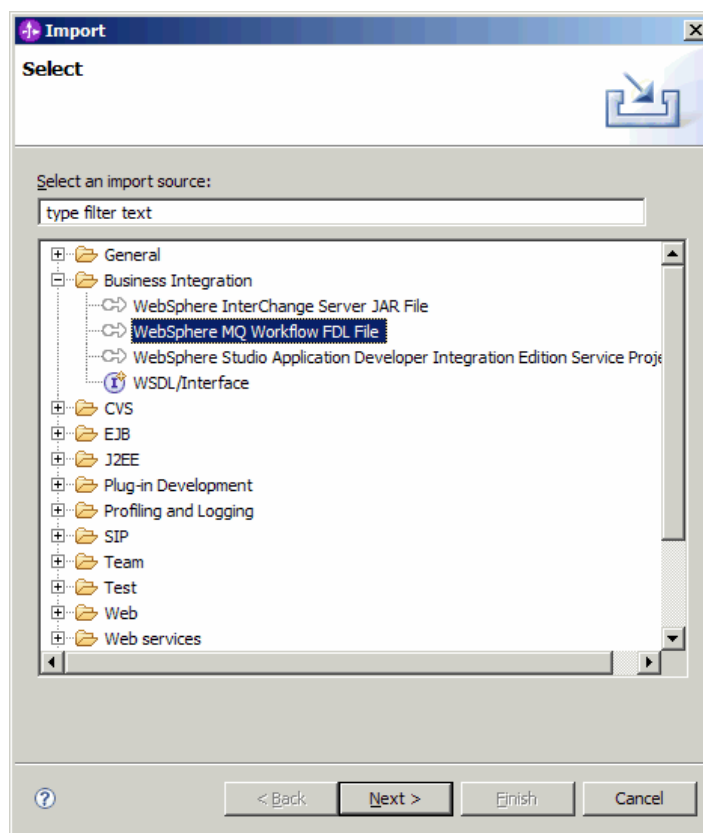 Import
Select
Select an import source:
type filter text
General
Business Integration
WebSphere InterChange Server JAR File
WebSphere MQ Workflow FDL File
WebSphere Studio Application Developer Integration Edition Service Proje
WSDL/Interface
CVS
EJB
J2EE
Plug-in Development
Profiling and Logging
SIP
Team
Test
Web
Web services
? < Back Next > Finish Cancel